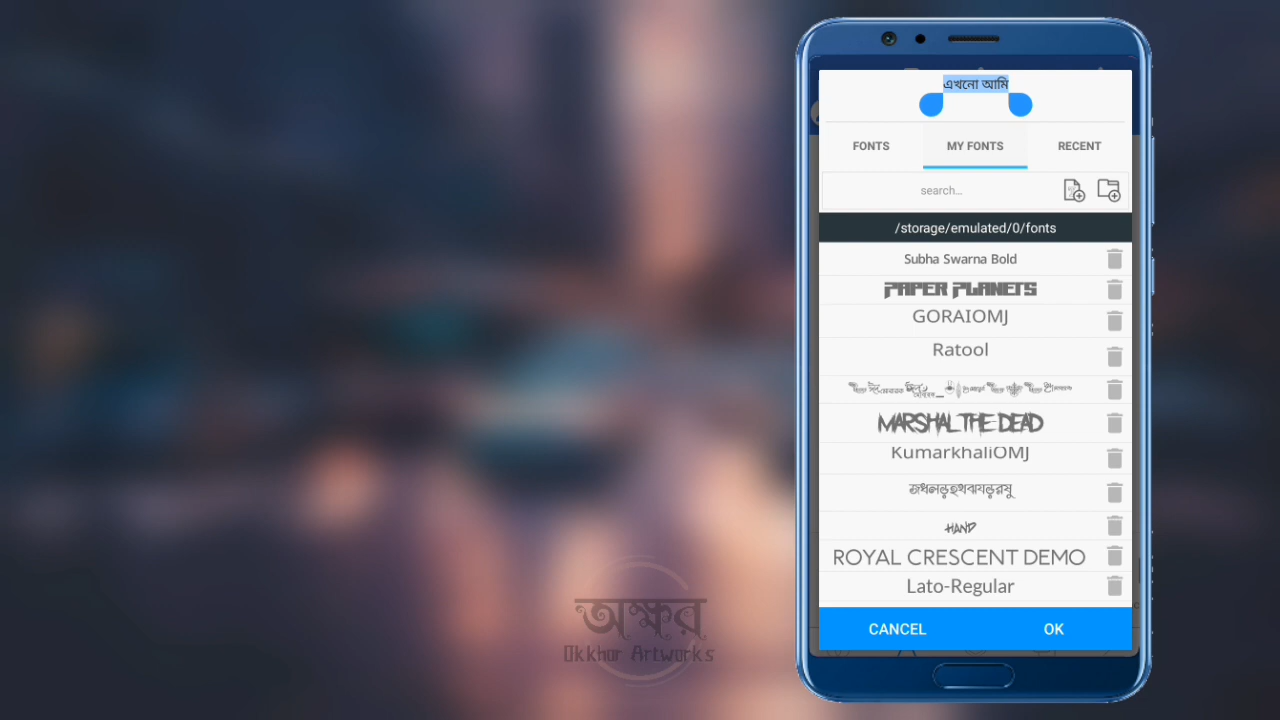 এখনো আমি
FONTS
MY FONTS
RECENT
search...
/storage/emulated/0/fonts
Subha Swarna Bold
PAPER PLANETS
GORAIOMJ
Ratool
MARSHAL THE DEAD
KumarkhaliOMJ
HAND
ROYAL CRESCENT DEMO
Lato-Regular
CANCEL
OK
অক্ষর
Okkhor Artworks